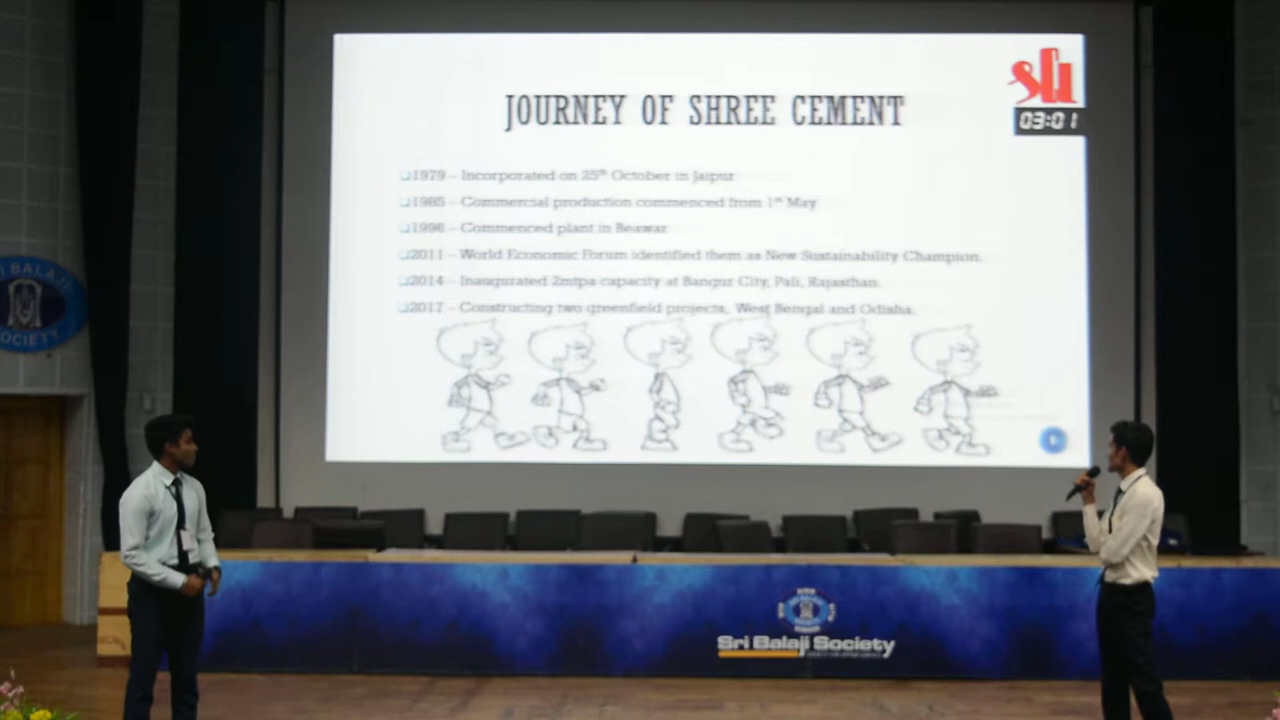 JOURNEY OF SHREE CEMENT
03:01
1979 – Incorporated on 25th October in Jaipur
1985 – Commercial production commenced from 1st May
1996 – Commenced plant in Beawar
2011 – World Economic Forum identified them as New Sustainability Champion.
2014 – Inaugurated 2mtpa capacity at Bangur City, Pali, Rajasthan.
2017 – Constructing two greenfield projects, West Bengal and Odisha.
BALAJI
SOCIETY
Sri Balaji Society